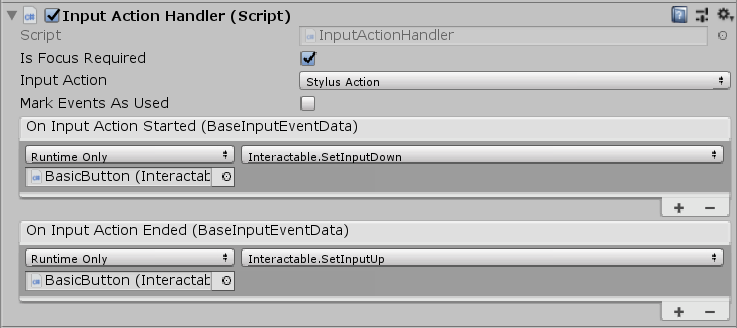 Input Action Handler (Script)
Script InputActionHandler
Is Focus Required
Input Action Stylus Action
Mark Events As Used
On Input Action Started (BaseInputEventData)
Runtime Only Interactable.SetInputDown
BasicButton (Interactab
On Input Action Ended (BaseInputEventData)
Runtime Only Interactable.SetInputUp
BasicButton (Interactab